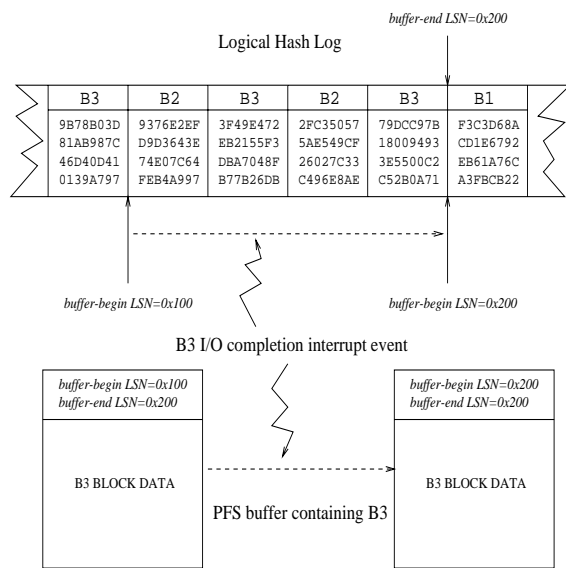 buffer-end LSN=0x200
Logical Hash Log
B3 B2 B3 B2 B3 B1
9B78B03D 9376E2EF 3F49E472 2FC35057 79DCC97B F3C3D68A
81AB987C D9D3643E EB2155F3 5AE549CF 18009493 CD1E6792
46D40D41 74E07C64 DBA7048F 26027C33 3E5500C2 EB61A76C
0139A797 FEB4A997 B77B26DB C496E8AE C52B0A71 A3FBCB22
buffer-begin LSN=0x100 buffer-begin LSN=0x200
B3 I/O completion interrupt event
buffer-begin LSN=0x100
buffer-end LSN=0x200
buffer-begin LSN=0x200
buffer-end LSN=0x200
B3 BLOCK DATA B3 BLOCK DATA
PFS buffer containing B3